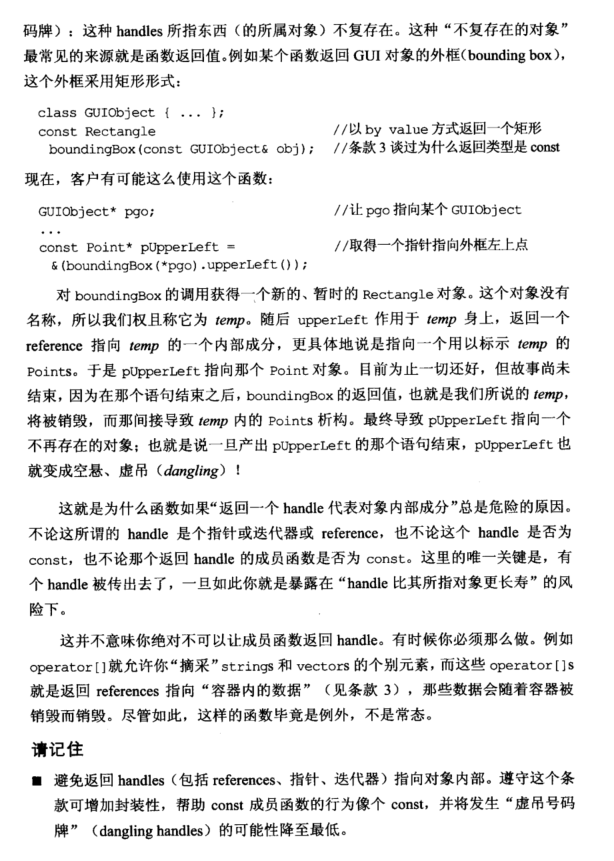 码牌）：这种 handles 所指东西（的所属对象）不复存在。这种“不复存在的对象”
最常见的来源就是函数返回值。例如某个函数返回 GUI 对象的外框（bounding box），
这个外框采用矩形形式：
class GUIObject { ... };
const Rectangle //以 by value 方式返回一个矩形
boundingBox(const GUIObject& obj); //条款 3 谈过为什么返回类型是 const
现在，客户有可能这么使用这个函数：
GUIObject* pgo; //让 pgo 指向某个 GUIObject
...
const Point* pUpperLeft = //取得一个指针指向外框左上点
&(boundingBox(*pgo).upperLeft());
对 boundingBox 的调用获得一个新的、暂时的 Rectangle 对象。这个对象没有
名称，所以我们权且称它为 temp。随后 upperLeft 作用于 temp 身上，返回一个
reference 指向 temp 的一个内部成分，更具体地说是指向一个用以标示 temp 的
Points。于是 pUpperLeft 指向那个 Point 对象。目前为止一切还好，但故事尚未
结束，因为在那个语句结束之后，boundingBox 的返回值，也就是我们所说的 temp，
将被销毁，而那间接导致 temp 内的 Points 析构。最终导致 pUpperLeft 指向一个
不再存在的对象；也就是说一旦产出 pUpperLeft 的那个语句结束，pUpperLeft 也
就变成空悬、虚吊（dangling）！
这就是为什么函数如果“返回一个 handle 代表对象内部成分”总是危险的原因。
不论这所谓的 handle 是个指针或迭代器或 reference，也不论这个 handle 是否为
const，也不论那个返回 handle 的成员函数是否为 const。这里的唯一关键是，有
个 handle 被传出去了，一旦如此你就是暴露在“handle 比其所指对象更长寿”的风
险下。
这并不意味你绝对不可以让成员函数返回 handle。有时候你必须那么做。例如
operator[]就允许你“摘采”strings 和 vectors 的个别元素，而这些 operator[]s
就是返回 references 指向“容器内的数据”（见条款 3），那些数据会随着容器被
销毁而销毁。尽管如此，这样的函数毕竟是例外，不是常态。
请记住
■ 避免返回 handles（包括 references、指针、迭代器）指向对象内部。遵守这个条
款可增加封装性，帮助 const 成员函数的行为像个 const，并将发生“虚吊号码
牌”（dangling handles）的可能性降至最低。